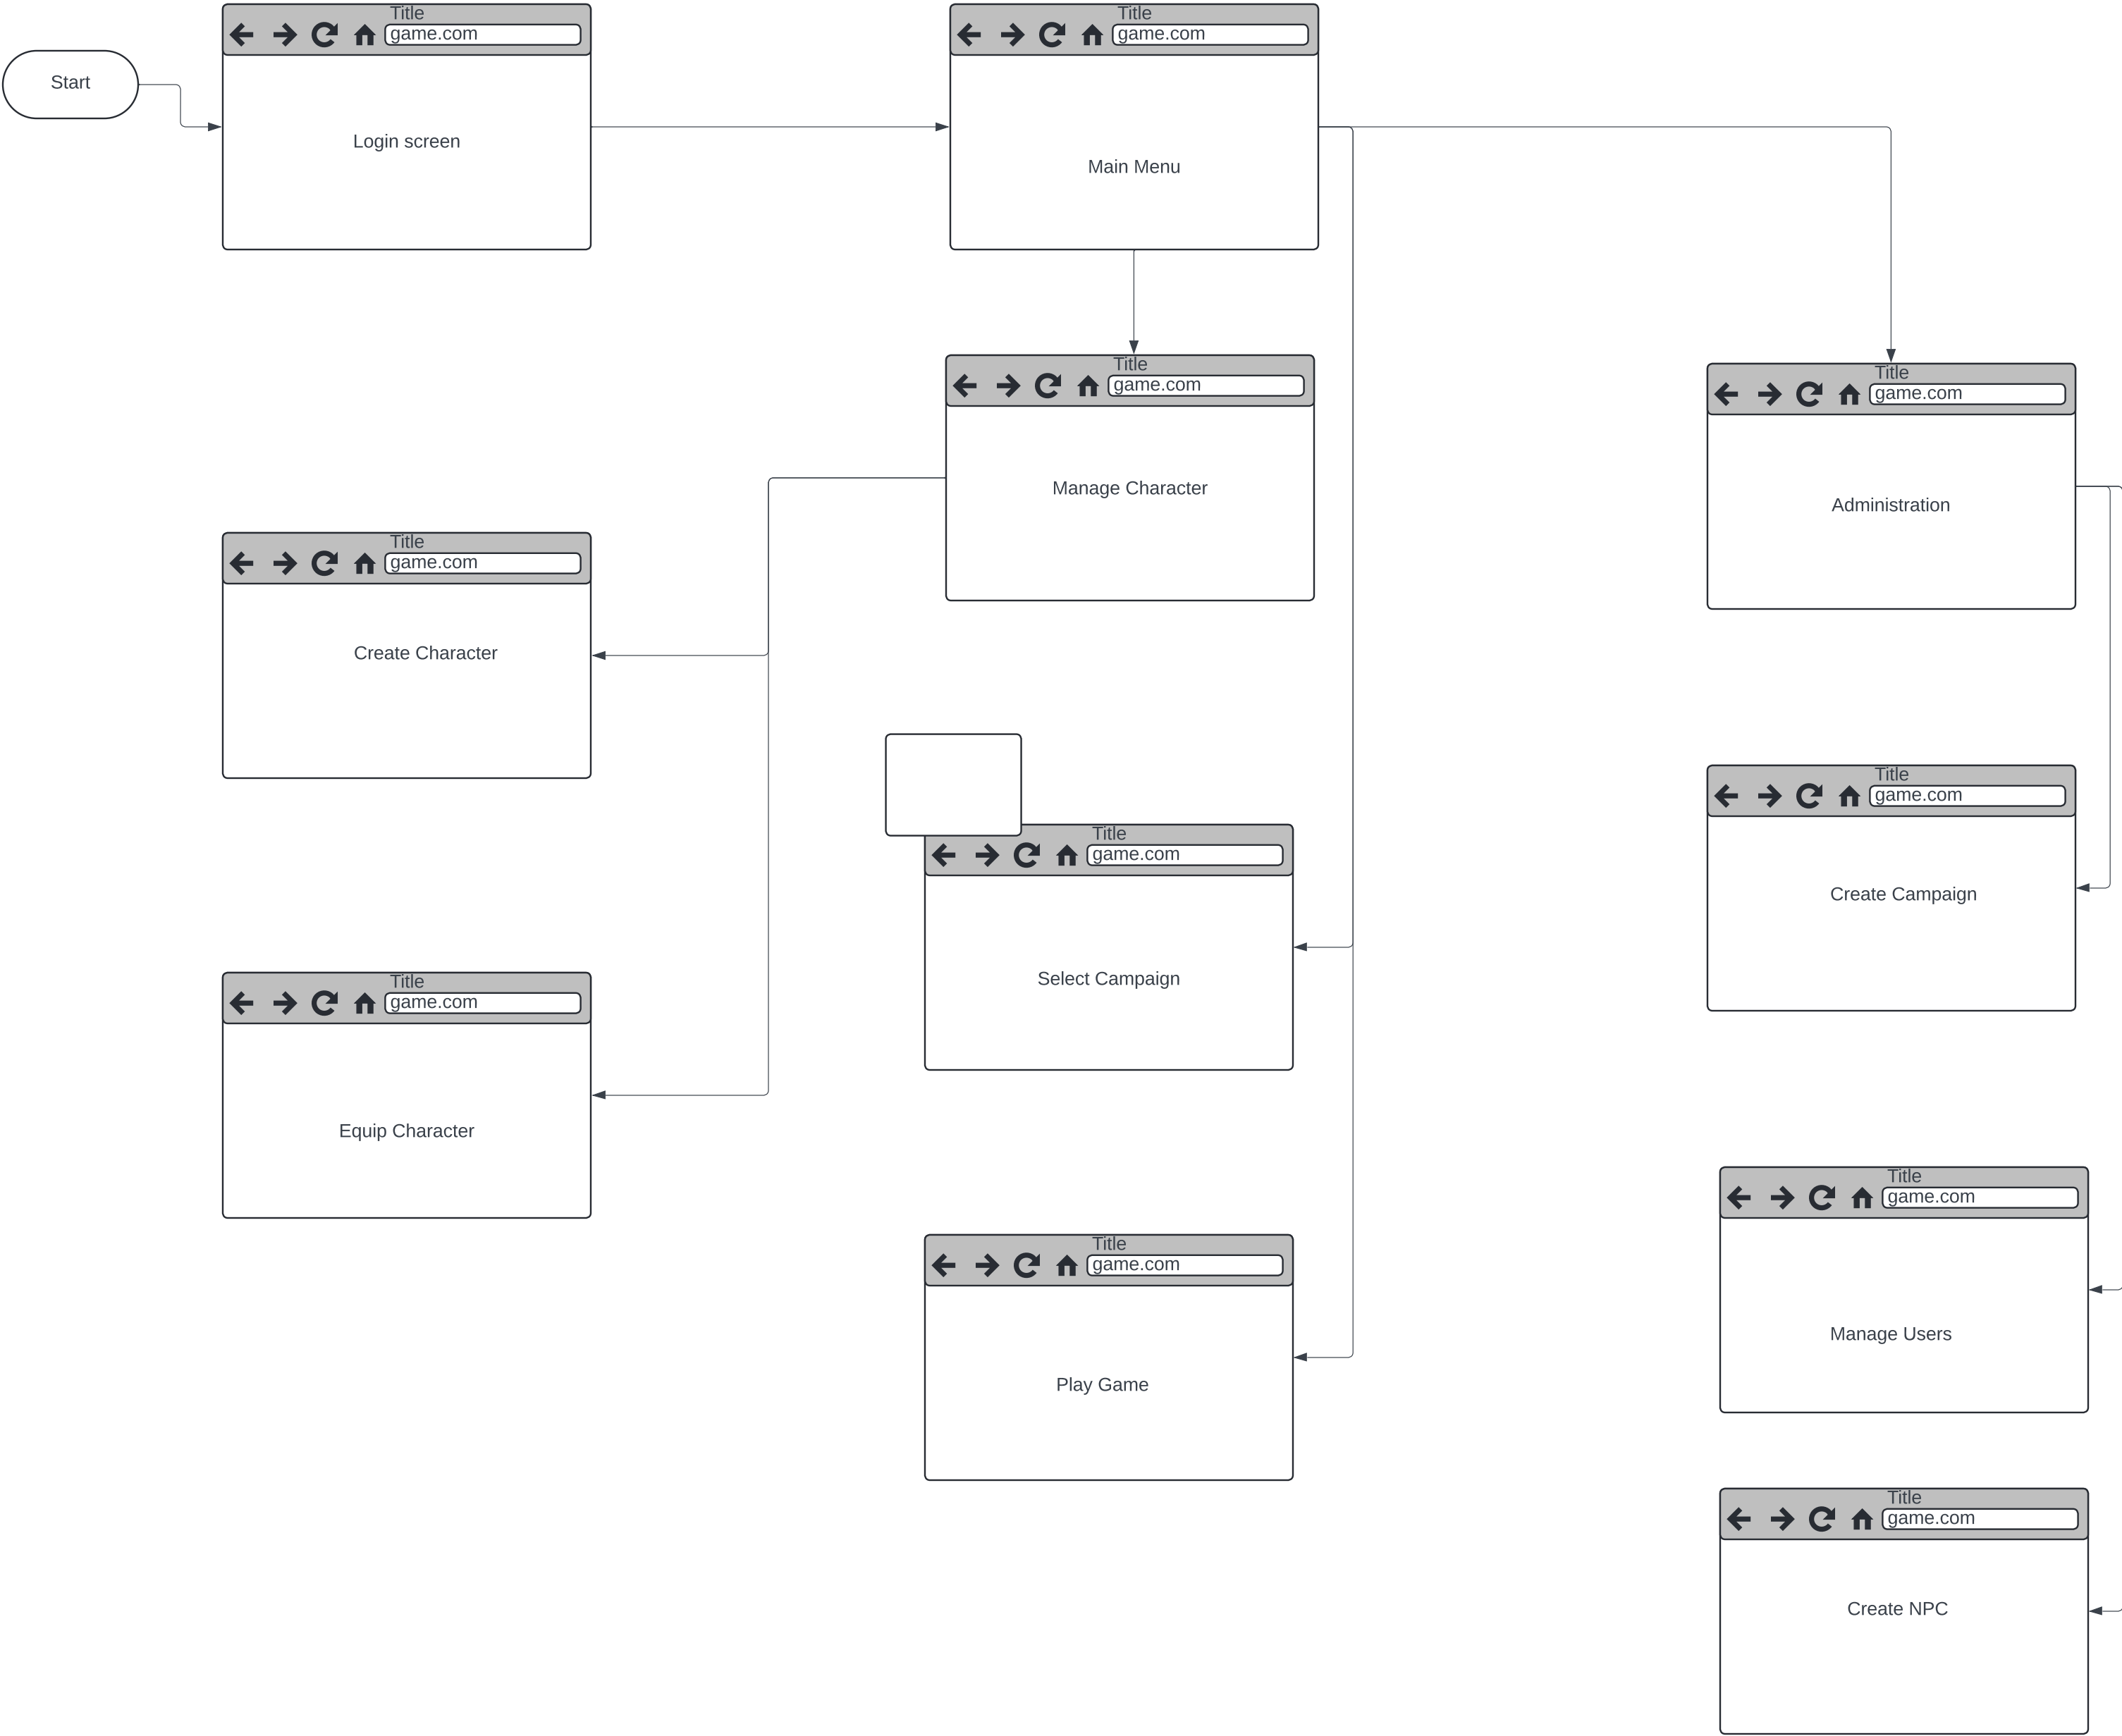 Start
Title
game.com
Login screen
Title
game.com
Main Menu
Title
game.com
Manage Character
Title
game.com
Administration
Title
game.com
Create Character
Title
game.com
Select Campaign
Title
game.com
Create Campaign
Title
game.com
Equip Character
Title
game.com
Play Game
Title
game.com
Manage Users
Title
game.com
Create NPC